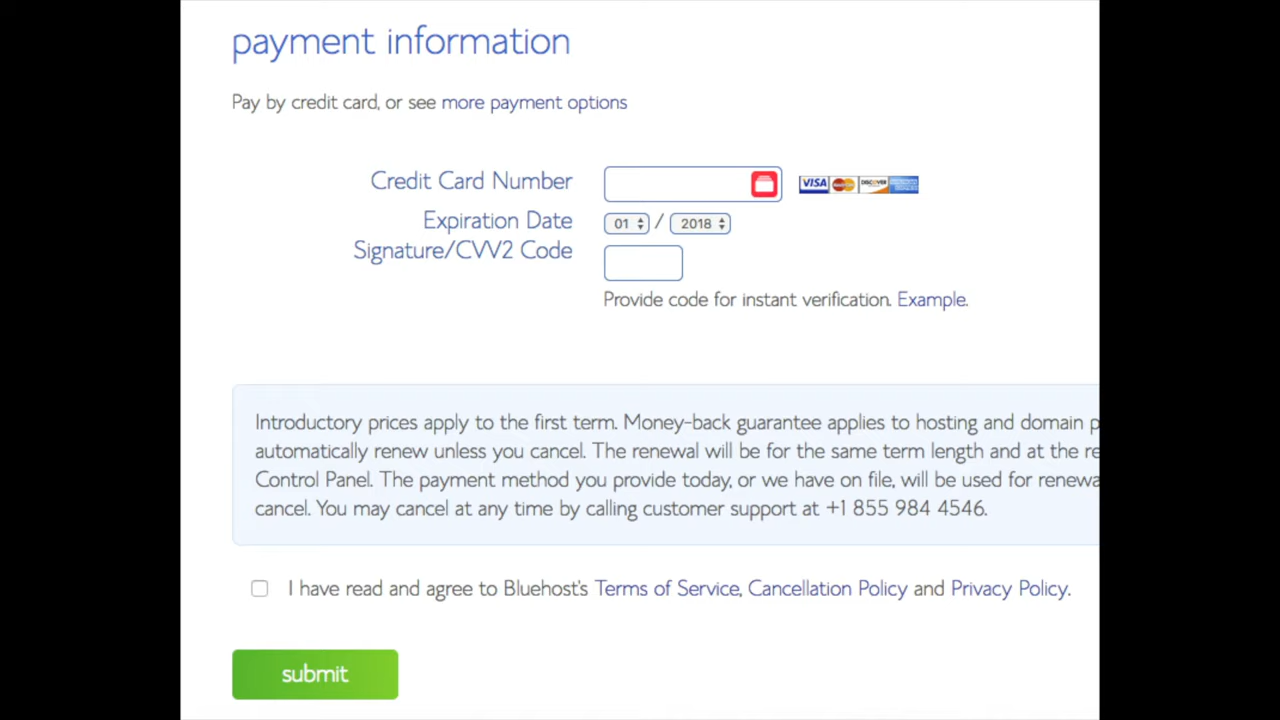 payment information
Pay by credit card, or see more payment options
Credit Card Number
VISA
DISCOVER
Expiration Date 01 / 2018
Signature/CVV2 Code
Provide code for instant verification. Example.
Introductory prices apply to the first term. Money-back guarantee applies to hosting and domain
automatically renew unless you cancel. The renewal will be for the same term length and at the
Control Panel. The payment method you provide today, or we have on file, will be used for
cancel. You may cancel at any time by calling customer support at +1 855 984 4546.
I have read and agree to Bluehost's Terms of Service, Cancellation Policy and Privacy Policy.
submit